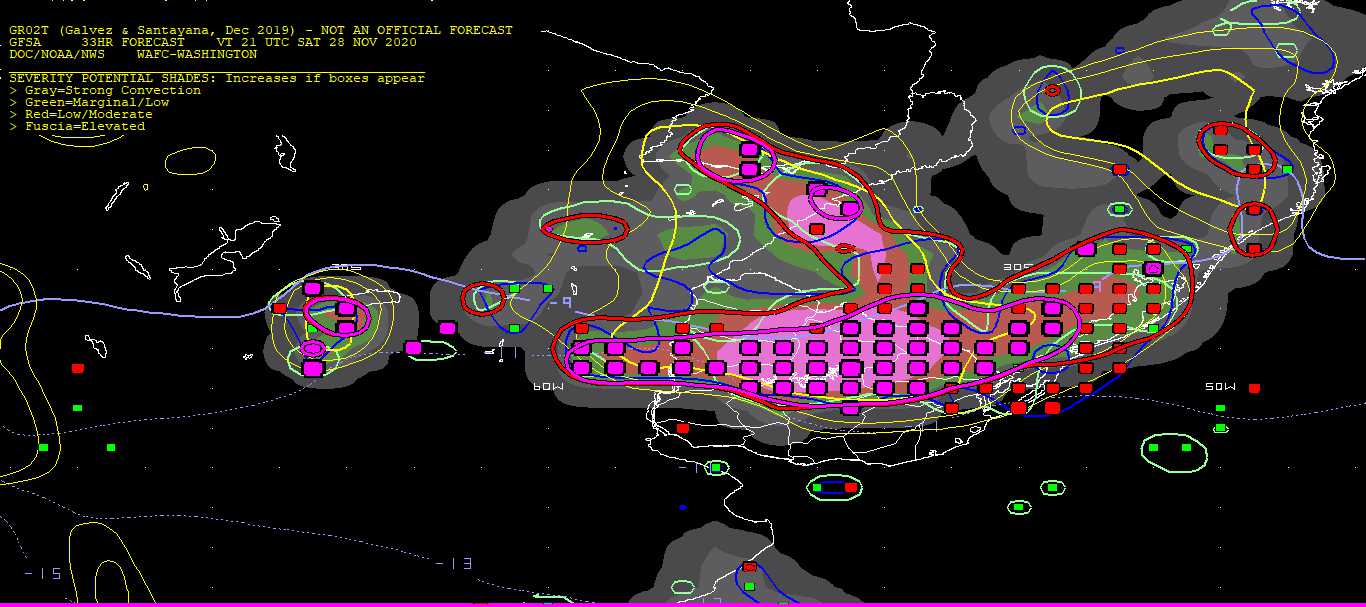 GR02T (Galvez & Santayana, Dec 2019) – NOT AN OFFICIAL FORECAST
GFSA 33HR FORECAST VT 21 UTC SAT 28 NOV 2020
DOC/NOAA/NWS WAFC–WASHINGTON
SEVERITY POTENTIAL SHADES: Increases if boxes appear
> Gray=Strong Convection
> Green=Marginal/Low
> Red=Low/Moderate
> Fuscia=Elevated
30S
30S
-9
60W
50W
-13
-15